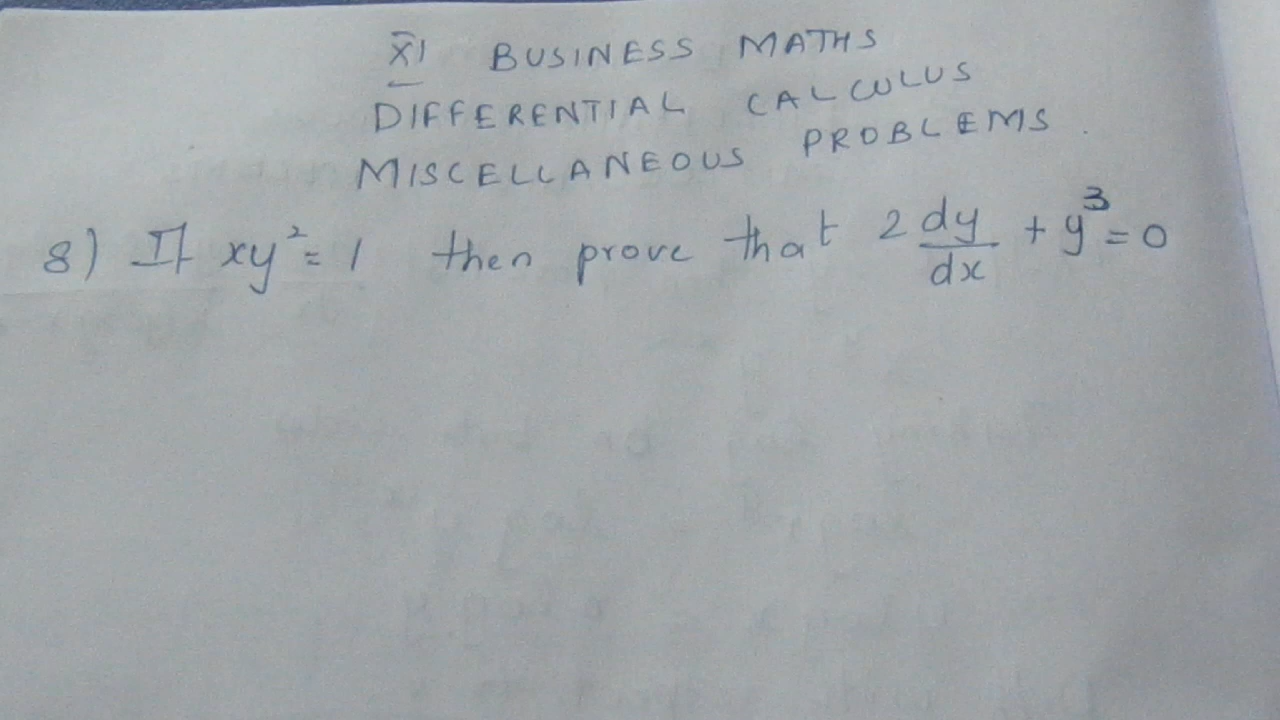 XI BUSINESS MATHS
DIFFERENTIAL CALCULUS
MISCELLANEOUS PROBLEMS.
8) If xy² = 1 then prove that 2 dy/dx + y³ = 0